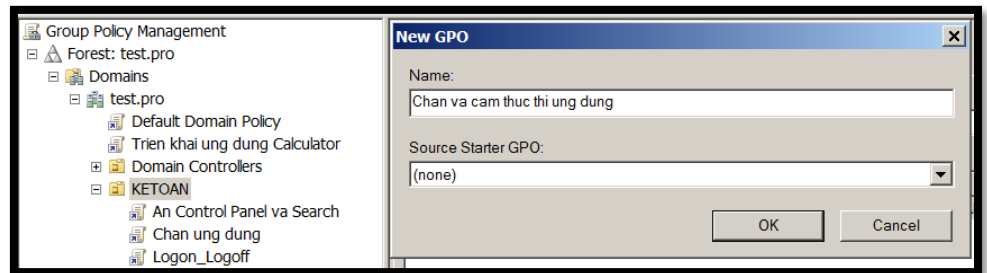 Group Policy Management
Forest: test.pro
Domains
test.pro
Default Domain Policy
Trien khai ung dung Calculator
Domain Controllers
KETOAN
An Control Panel va Search
Chan ung dung
Logon_Logoff
New GPO
Name:
Chan va cam thuc thi ung dung
Source Starter GPO:
(none)
OK
Cancel